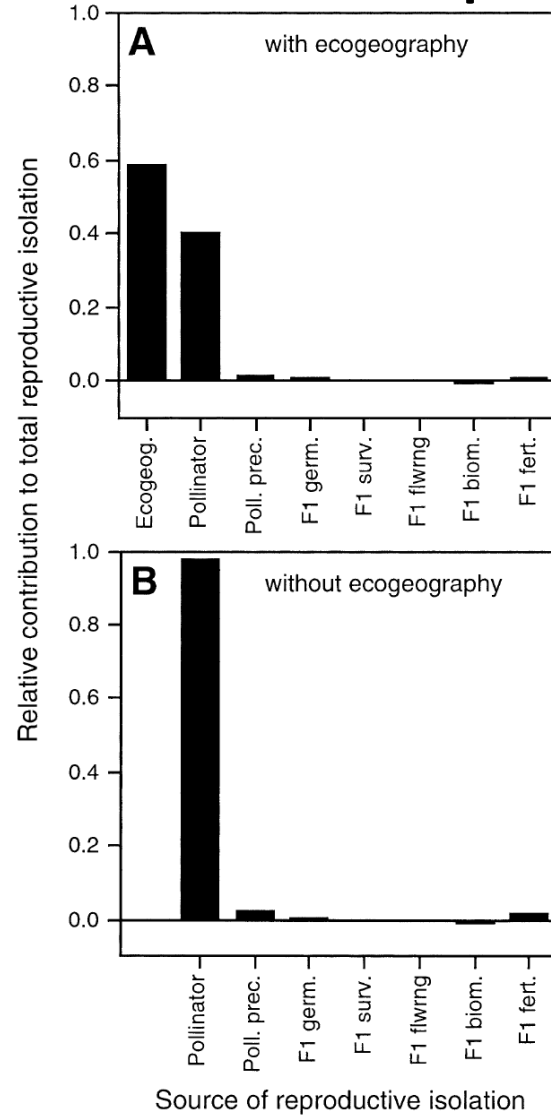 Relative contribution to total reproductive isolation
A
with ecogeography
1.0
0.8
0.6
0.4
0.2
0.0
Ecogeog.
Pollinator
Poll. prec.
F1 germ.
F1 surv.
F1 flwrng
F1 biom.
F1 fert.
B
without ecogeography
1.0
0.8
0.6
0.4
0.2
0.0
Pollinator
Poll. prec.
F1 germ.
F1 surv.
F1 flwrng
F1 biom.
F1 fert.
Source of reproductive isolation